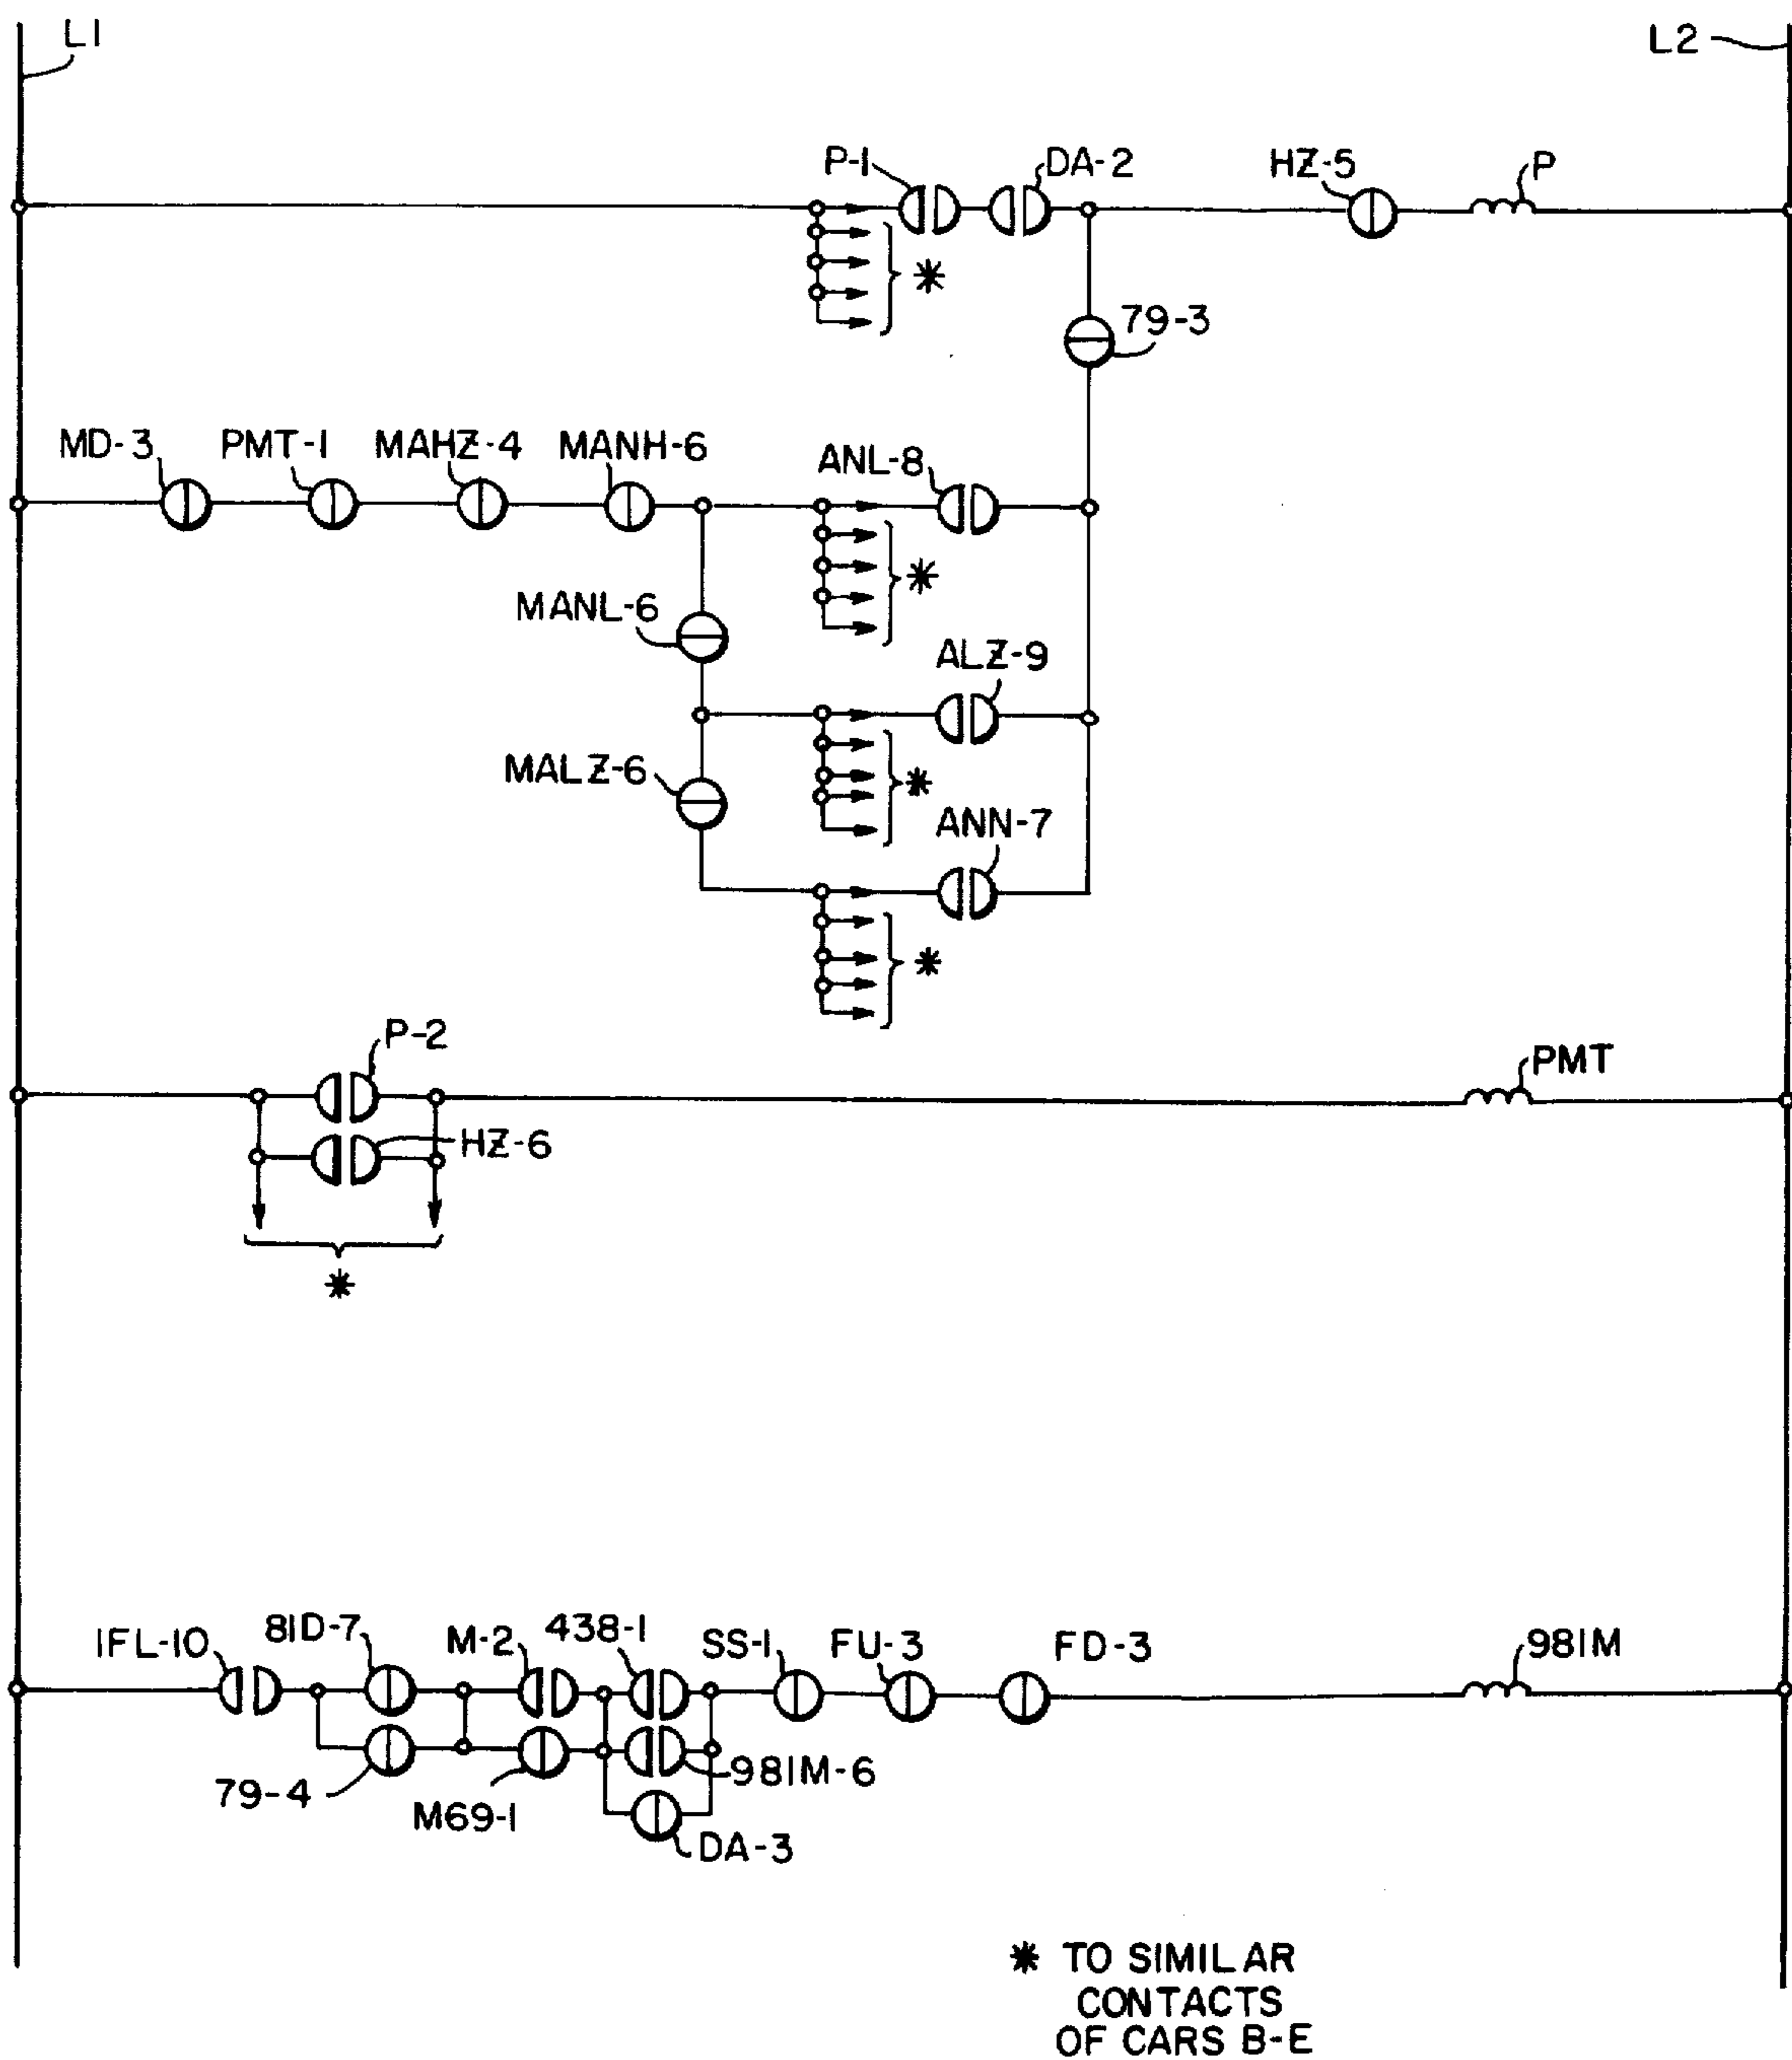 L1
L2
P-1
DA-2
HZ-5
P
*
79-3
MD-3
PMT-1
MAHZ-4
MANH-6
ANL-8
*
MANL-6
ALZ-9
MALZ-6
*
ANN-7
*
P-2
PMT
HZ-6
*
IFL-10
81D-7
M-2
438-1
SS-1
FU-3
FD-3
981M
79-4
M69-1
981M-6
DA-3
* TO SIMILAR
CONTACTS
OF CARS B-E